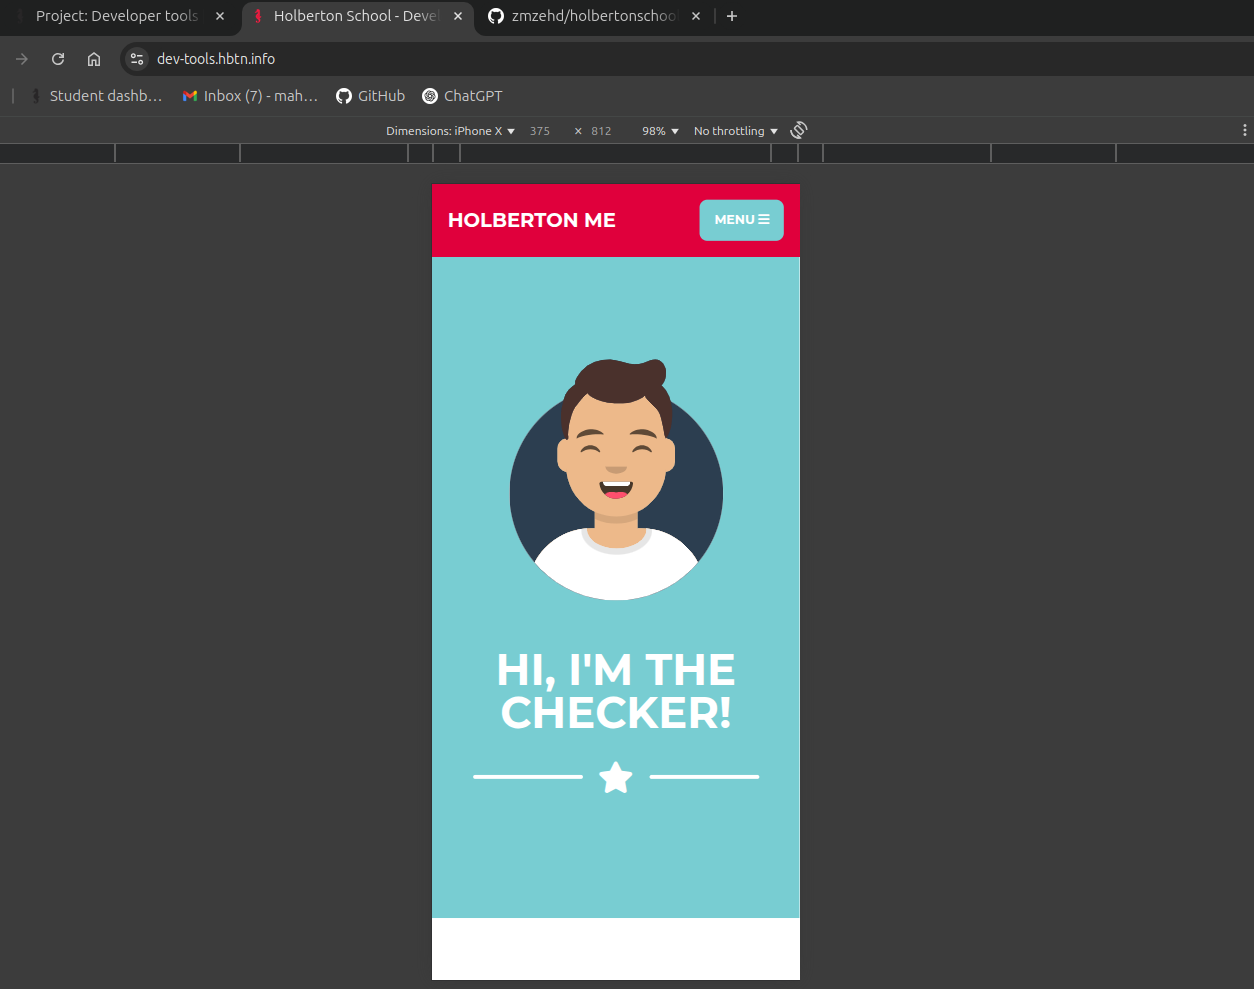 Project: Developer tools
Holberton School - Deve
zmzehd/holbertonschoo
dev-tools.hbtn.info
Student dashb…
Inbox (7) - mah…
GitHub
ChatGPT
Dimensions: iPhone X 375 × 812 98% No throttling
HOLBERTON ME
MENU
HI, I'M THE
CHECKER!